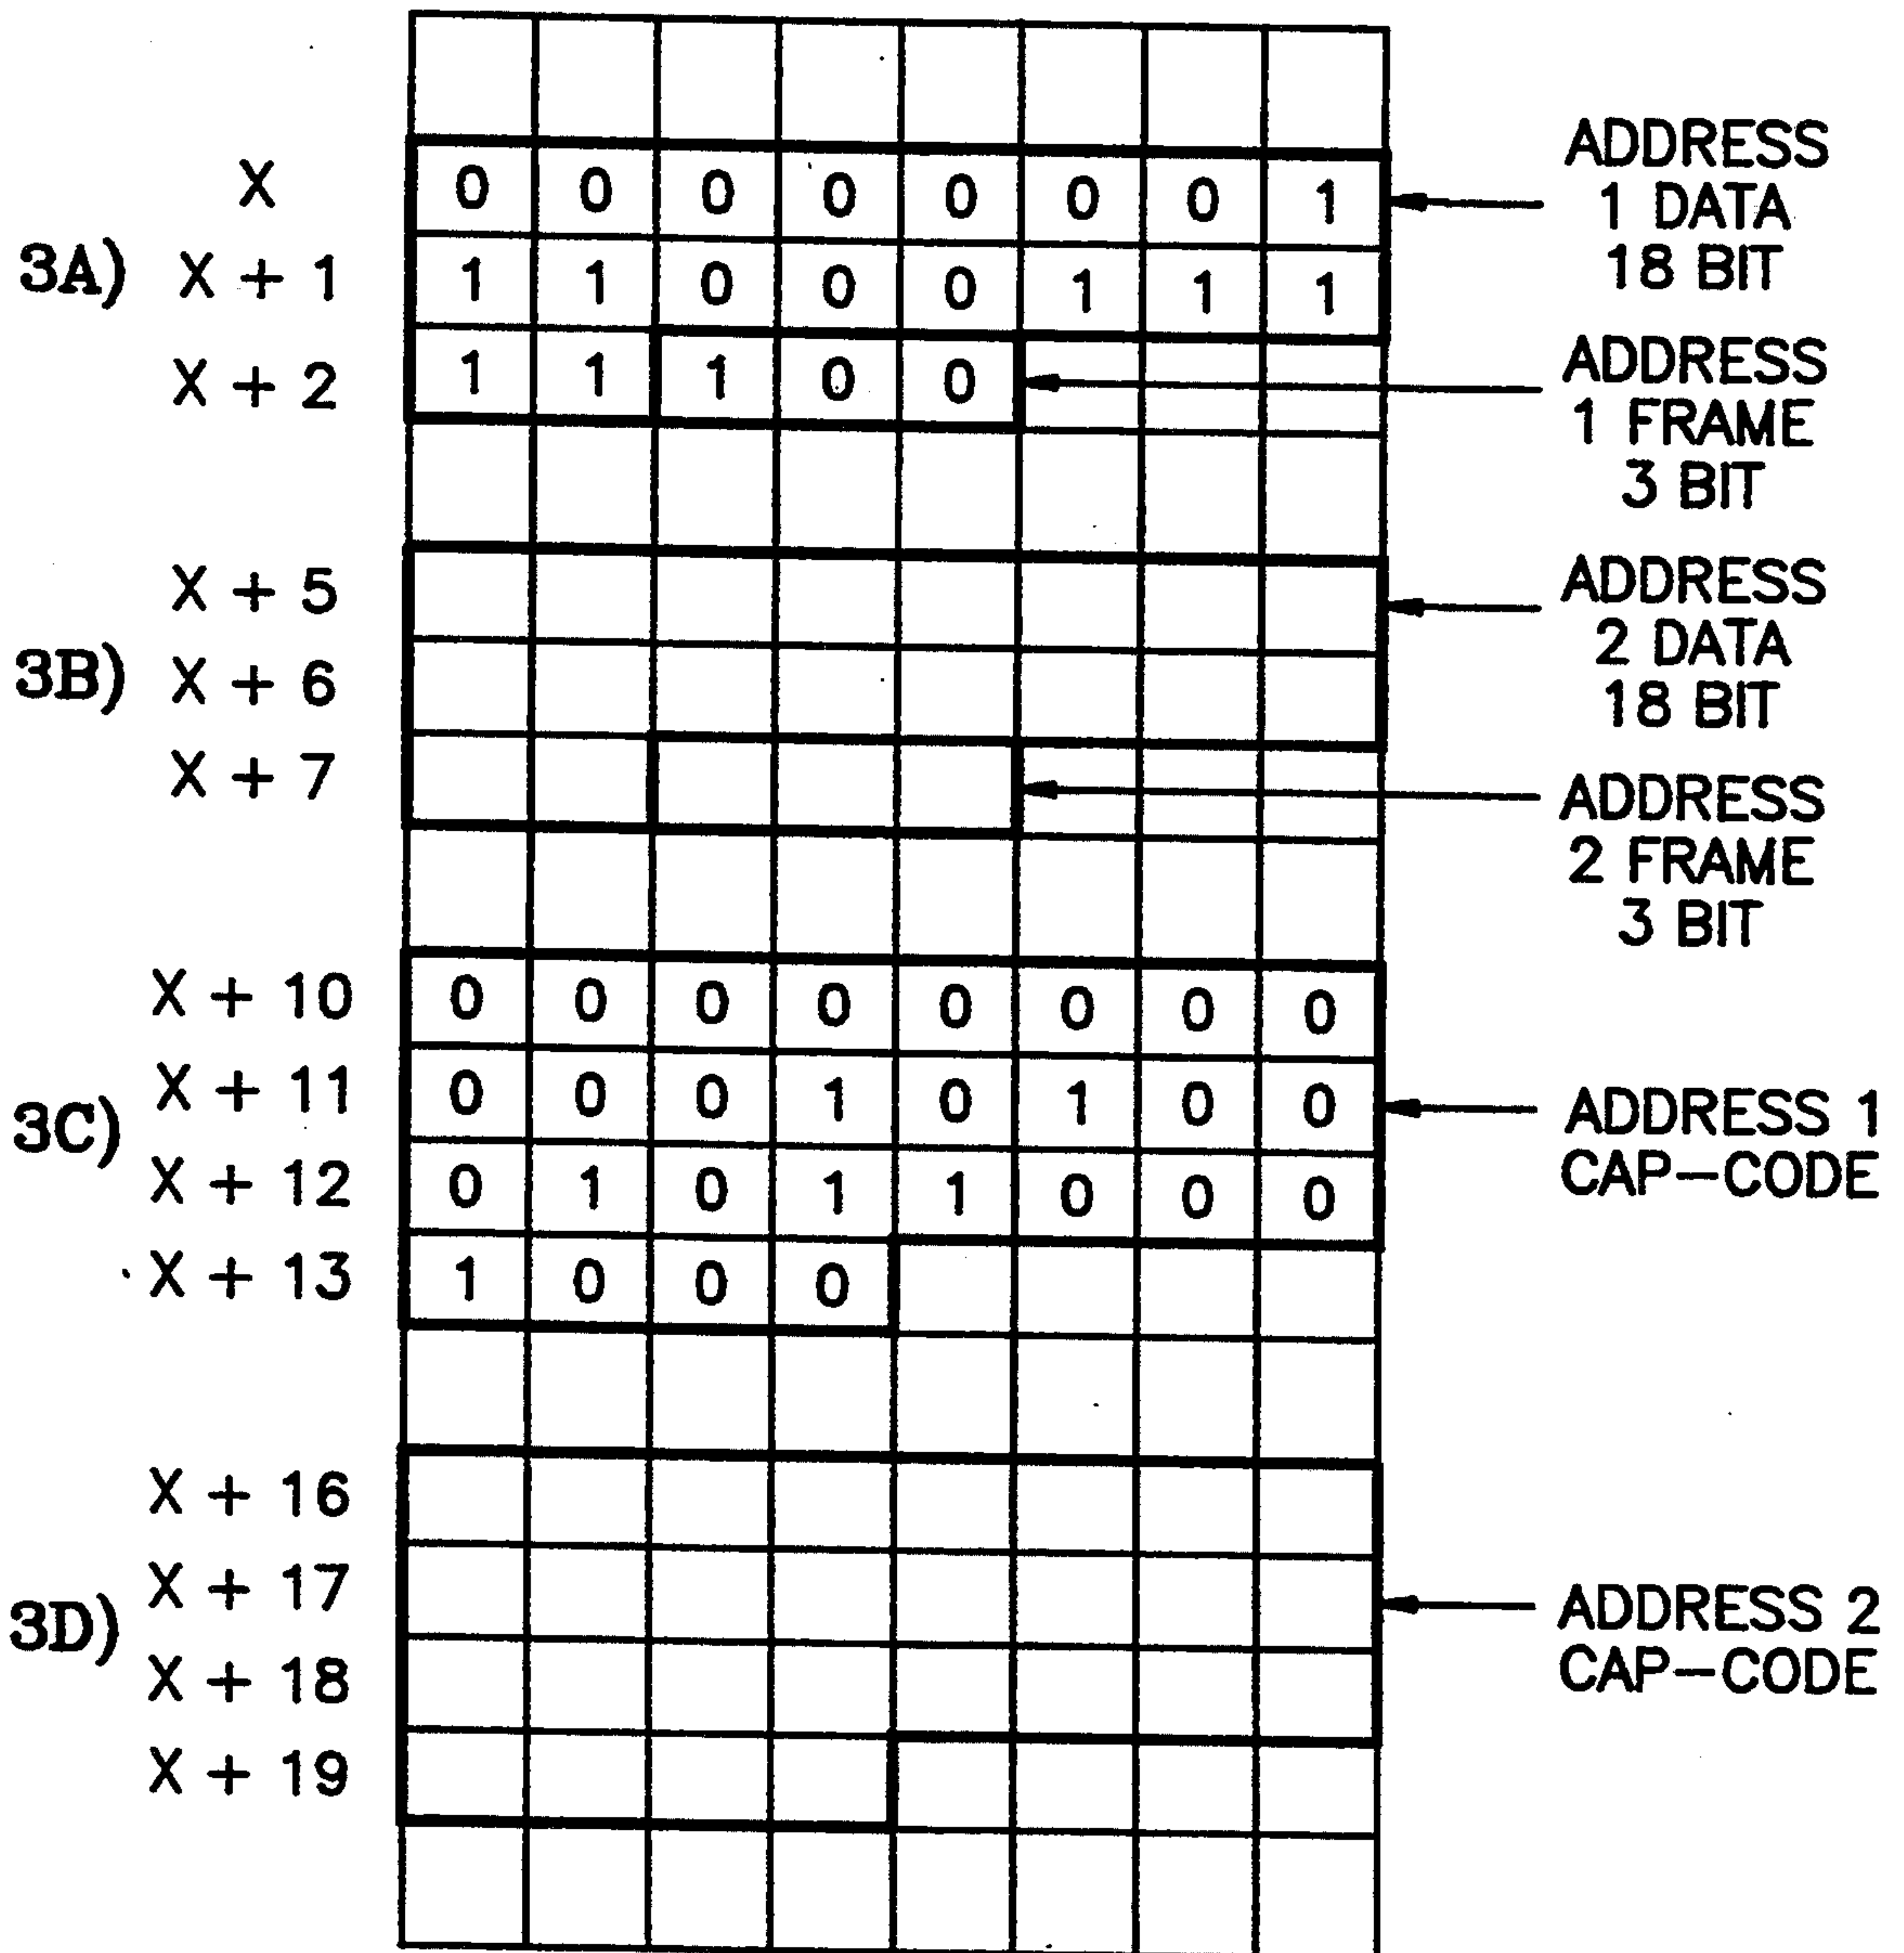 X 0 0 0 0 0 0 0 1
3A) X + 1 1 1 0 0 0 1 1 1
X + 2 1 1 1 0 0
ADDRESS
1 DATA
18 BIT
ADDRESS
1 FRAME
3 BIT
X + 5
3B) X + 6
X + 7
ADDRESS
2 DATA
18 BIT
ADDRESS
2 FRAME
3 BIT
X + 10 0 0 0 0 0 0 0 0
X + 11 0 0 0 1 0 1 0 0
3C)
X + 12 0 1 0 1 1 0 0 0
X + 13 1 0 0 0
ADDRESS 1
CAP-CODE
X + 16
X + 17
3D)
X + 18
X + 19
ADDRESS 2
CAP-CODE